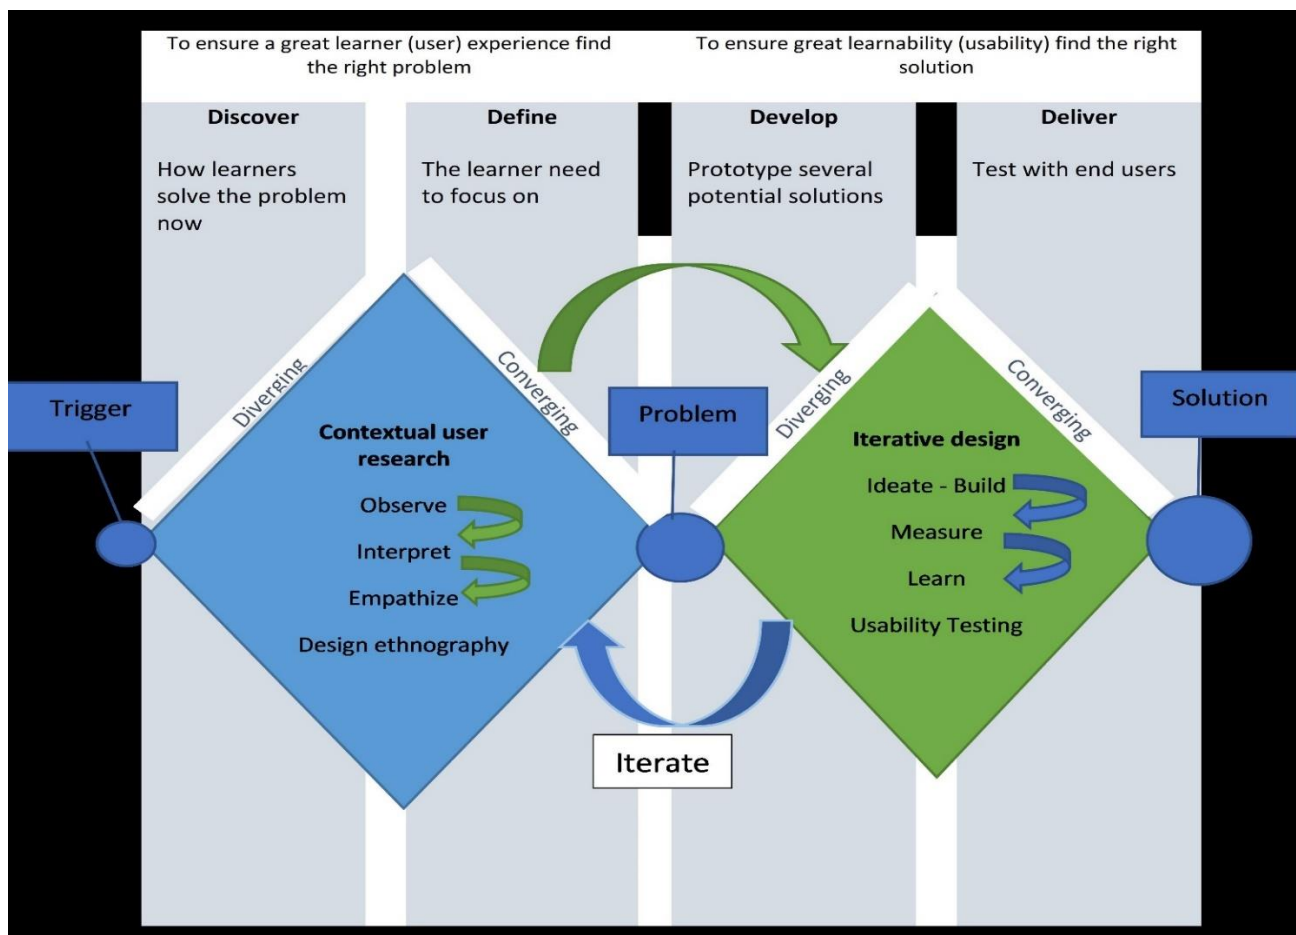 To ensure a great learner (user) experience find
the right problem
To ensure great learnability (usability) find the right
solution
Discover
How learners
solve the problem
now
Define
The learner need
to focus on
Develop
Prototype several
potential solutions
Deliver
Test with end users
Trigger
Diverging
Converging
Problem
Diverging
Converging
Solution
Contextual user
research
Observe
Interpret
Empathize
Design ethnography
Iterative design
Ideate - Build
Measure
Learn
Usability Testing
Iterate